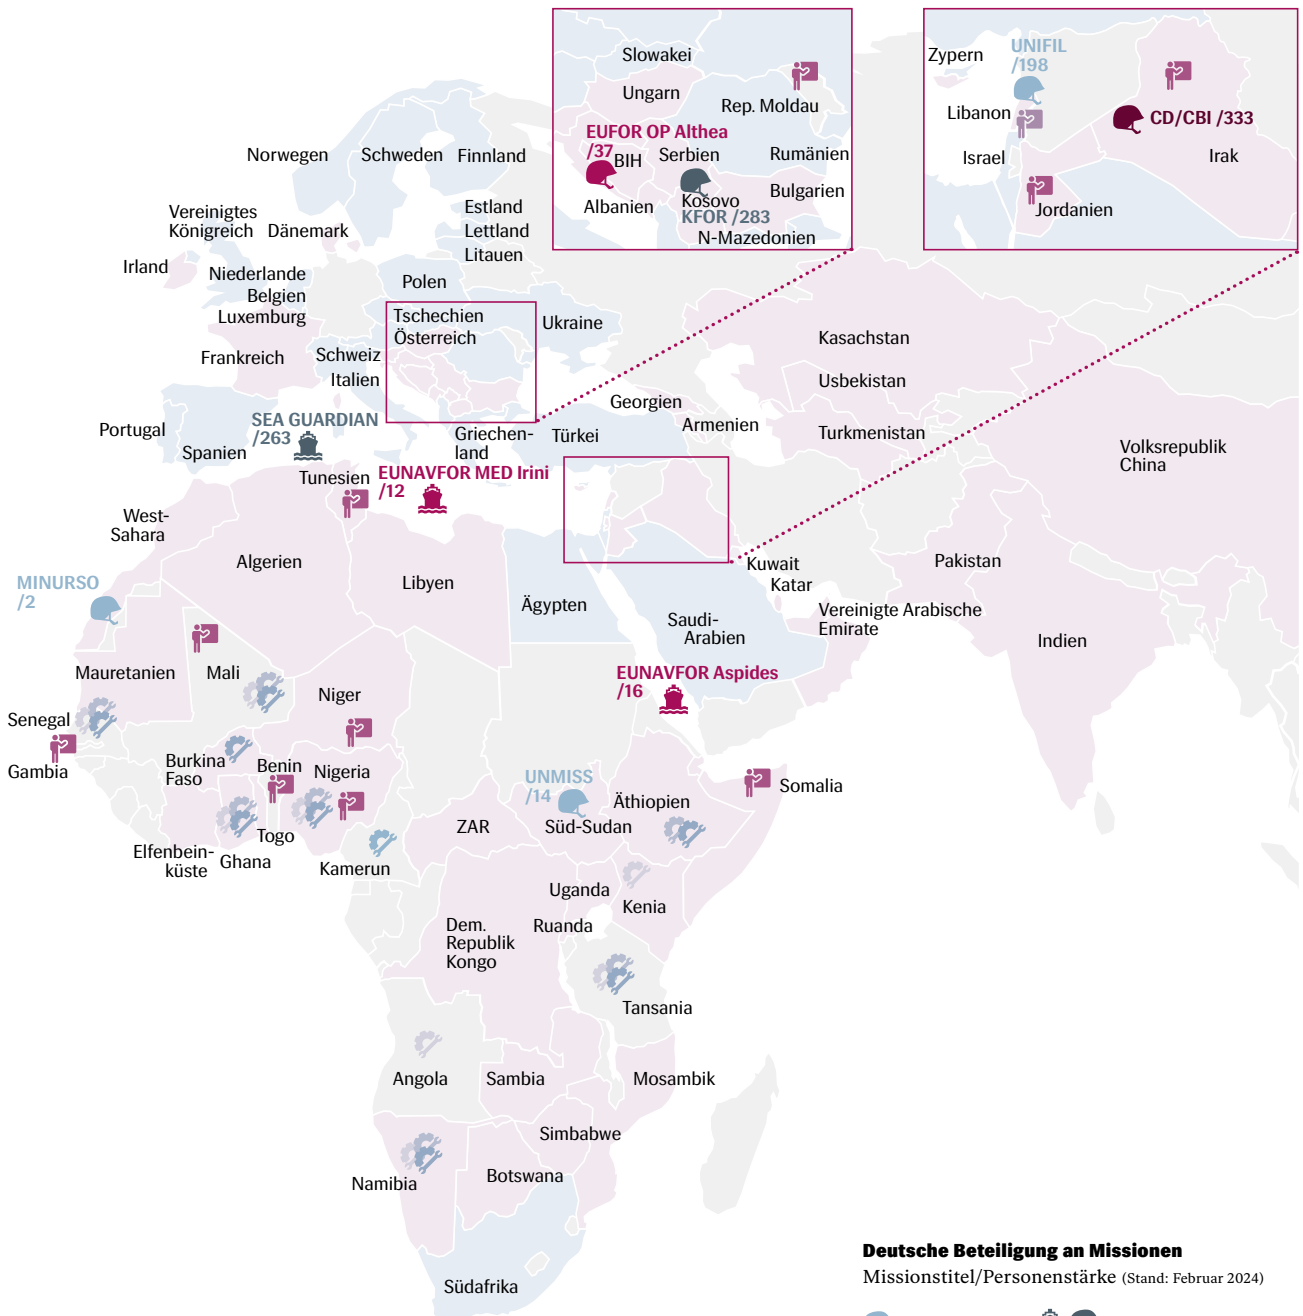 Slowakei
Ungarn
Rep. Moldau
EUFOR OP Althea
/37
BIH
Serbien
Rumänien
Bulgarien
Albanien
Kosovo
KFOR /283
N-Mazedonien
Zypern
UNIFIL
/198
Libanon
CD/CBI /333
Israel
Irak
Jordanien
Norwegen
Schweden
Finnland
Estland
Lettland
Litauen
Vereinigtes
Königreich
Dänemark
Irland
Niederlande
Belgien
Luxemburg
Polen
Tschechien
Österreich
Ukraine
Frankreich
Schweiz
Italien
Kasachstan
Usbekistan
Georgien
Armenien
Turkmenistan
SEA GUARDIAN
/263
Portugal
Spanien
Griechen-
land
Türkei
Volksrepublik
China
Tunesien
EUNAVFOR MED Irini
/12
West-
Sahara
Algerien
Libyen
Ägypten
Kuwait
Katar
Pakistan
MINURSO
/2
Saudi-
Arabien
Vereinigte Arabische
Emirate
Indien
Mauretanien
Mali
Niger
EUNAVFOR Aspides
/16
Senegal
Gambia
Burkina
Faso
Benin
Nigeria
UNMISS
/14
Äthiopien
Somalia
ZAR
Süd-Sudan
Elfenbein-
küste
Ghana
Togo
Kamerun
Uganda
Kenia
Dem.
Republik
Kongo
Ruanda
Tansania
Angola
Sambia
Mosambik
Simbabwe
Namibia
Botswana
Südafrika
Deutsche Beteiligung an Missionen
Missionstitel/Personenstärke (Stand: Februar 2024)